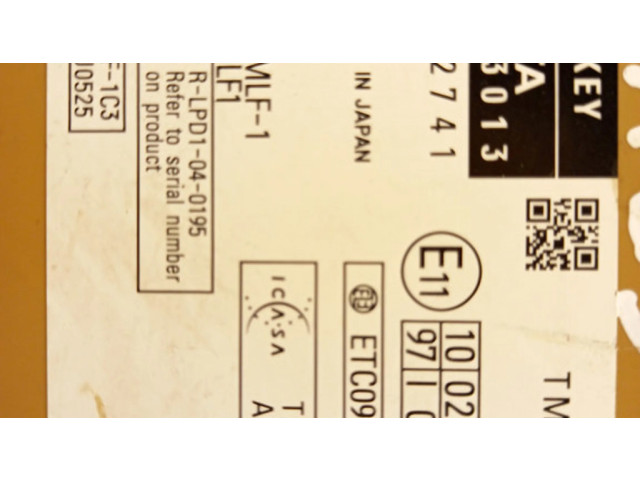 KEY
TA
3013
2741
IN JAPAN
MLF-1
LF1
R-LPD1-04-0195
Refer to serial number
on product
F-1C3
0525
TM
E11
10 02
97
ETC09
ICASA
T
A